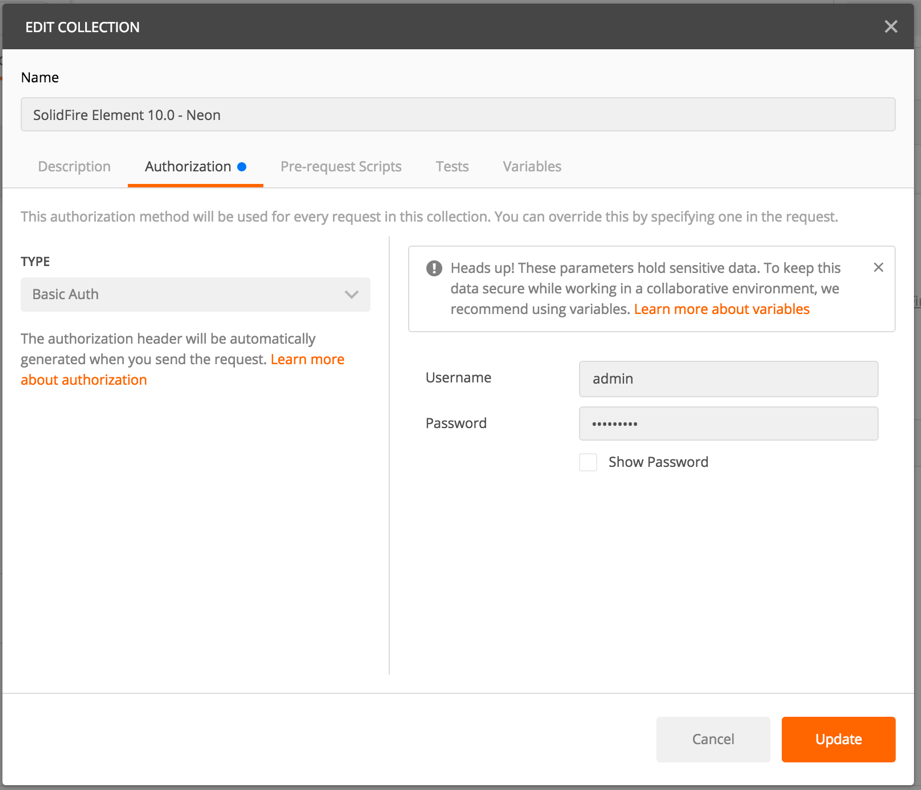 EDIT COLLECTION
Name
SolidFire Element 10.0 - Neon
Description Authorization Pre-request Scripts Tests Variables
This authorization method will be used for every request in this collection. You can override this by specifying one in the request.
TYPE
Basic Auth
The authorization header will be automatically
generated when you send the request. Learn more
about authorization
Heads up! These parameters hold sensitive data. To keep this
data secure while working in a collaborative environment, we
recommend using variables. Learn more about variables
Username admin
Password •••••••••
Show Password
Cancel Update